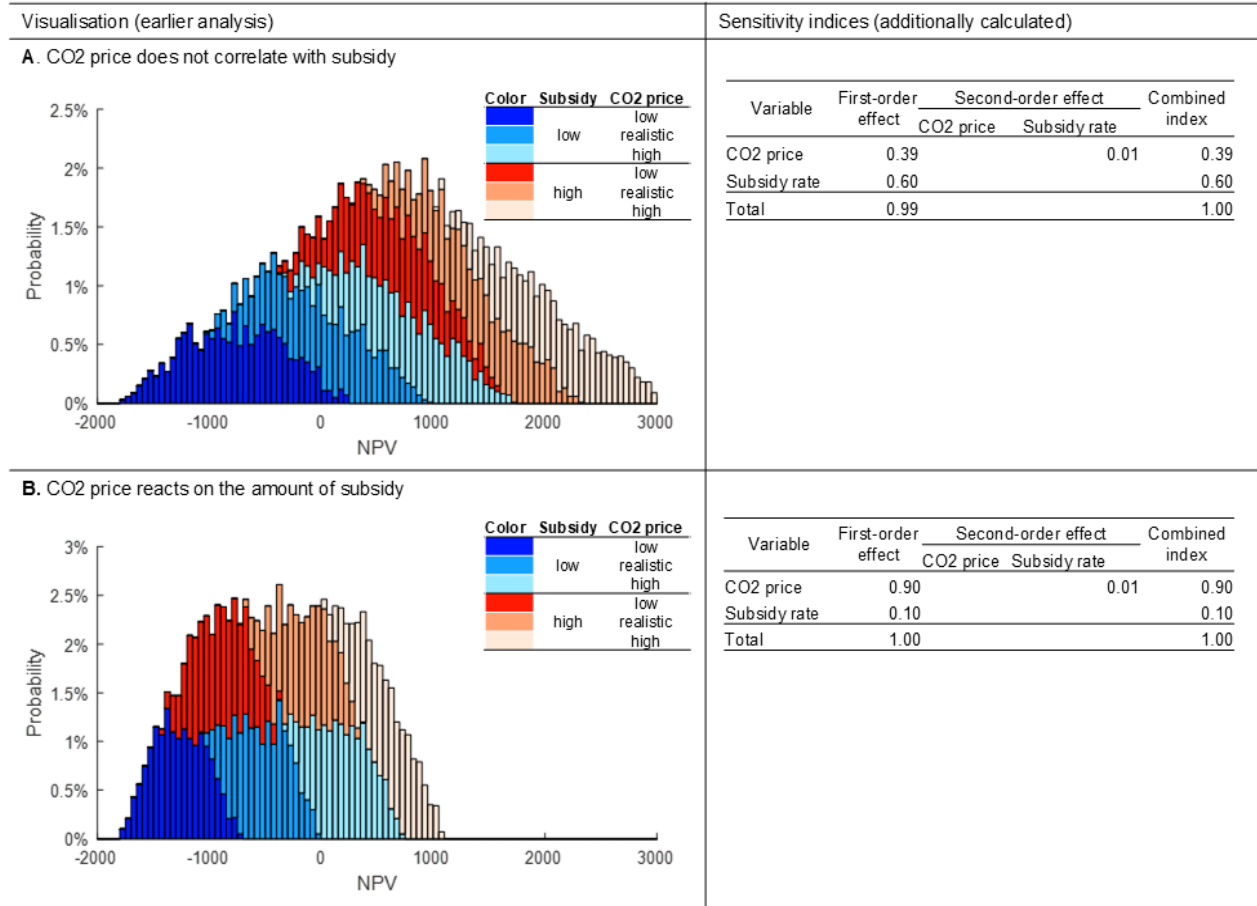 Visualisation (earlier analysis)
Sensitivity indices (additionally calculated)
A. CO2 price does not correlate with subsidy
Color Subsidy CO2 price
low
low realistic
high
low
high realistic
high
2.5%
2%
1.5%
1%
0.5%
0%
Probability
-2000 -1000 0 1000 2000 3000
NPV
Variable First-order effect Second-order effect Combined index
CO2 price Subsidy rate
CO2 price 0.39 0.01 0.39
Subsidy rate 0.60 0.60
Total 0.99 1.00
B. CO2 price reacts on the amount of subsidy
Color Subsidy CO2 price
low
low realistic
high
low
high realistic
high
3%
2.5%
2%
1.5%
1%
0.5%
0%
Probability
-2000 -1000 0 1000 2000 3000
NPV
Variable First-order effect Second-order effect Combined index
CO2 price Subsidy rate
CO2 price 0.90 0.01 0.90
Subsidy rate 0.10 0.10
Total 1.00 1.00